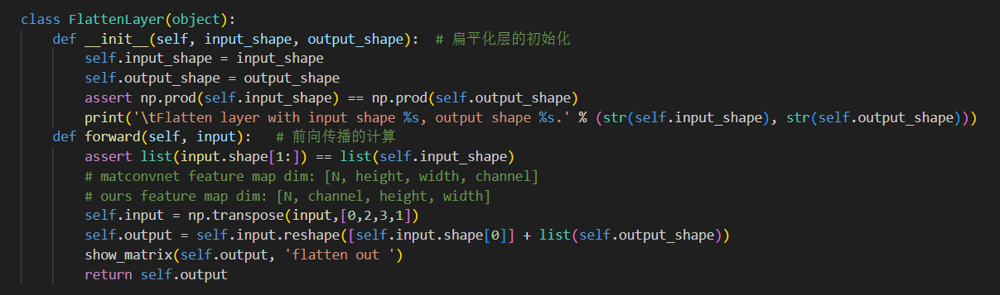 class FlattenLayer(object):
    def __init__(self, input_shape, output_shape):  # 扁平化层的初始化
        self.input_shape = input_shape
        self.output_shape = output_shape
        assert np.prod(self.input_shape) == np.prod(self.output_shape)
        print('\tFlatten layer with input shape %s, output shape %s.' % (str(self.input_shape), str(self.output_shape)))
    def forward(self, input):   # 前向传播的计算
        assert list(input.shape[1:]) == list(self.input_shape)
        # matconvnet feature map dim: [N, height, width, channel]
        # ours feature map dim: [N, channel, height, width]
        self.input = np.transpose(input,[0,2,3,1])
        self.output = self.input.reshape([self.input.shape[0]] + list(self.output_shape))
        show_matrix(self.output, 'flatten out ')
        return self.output